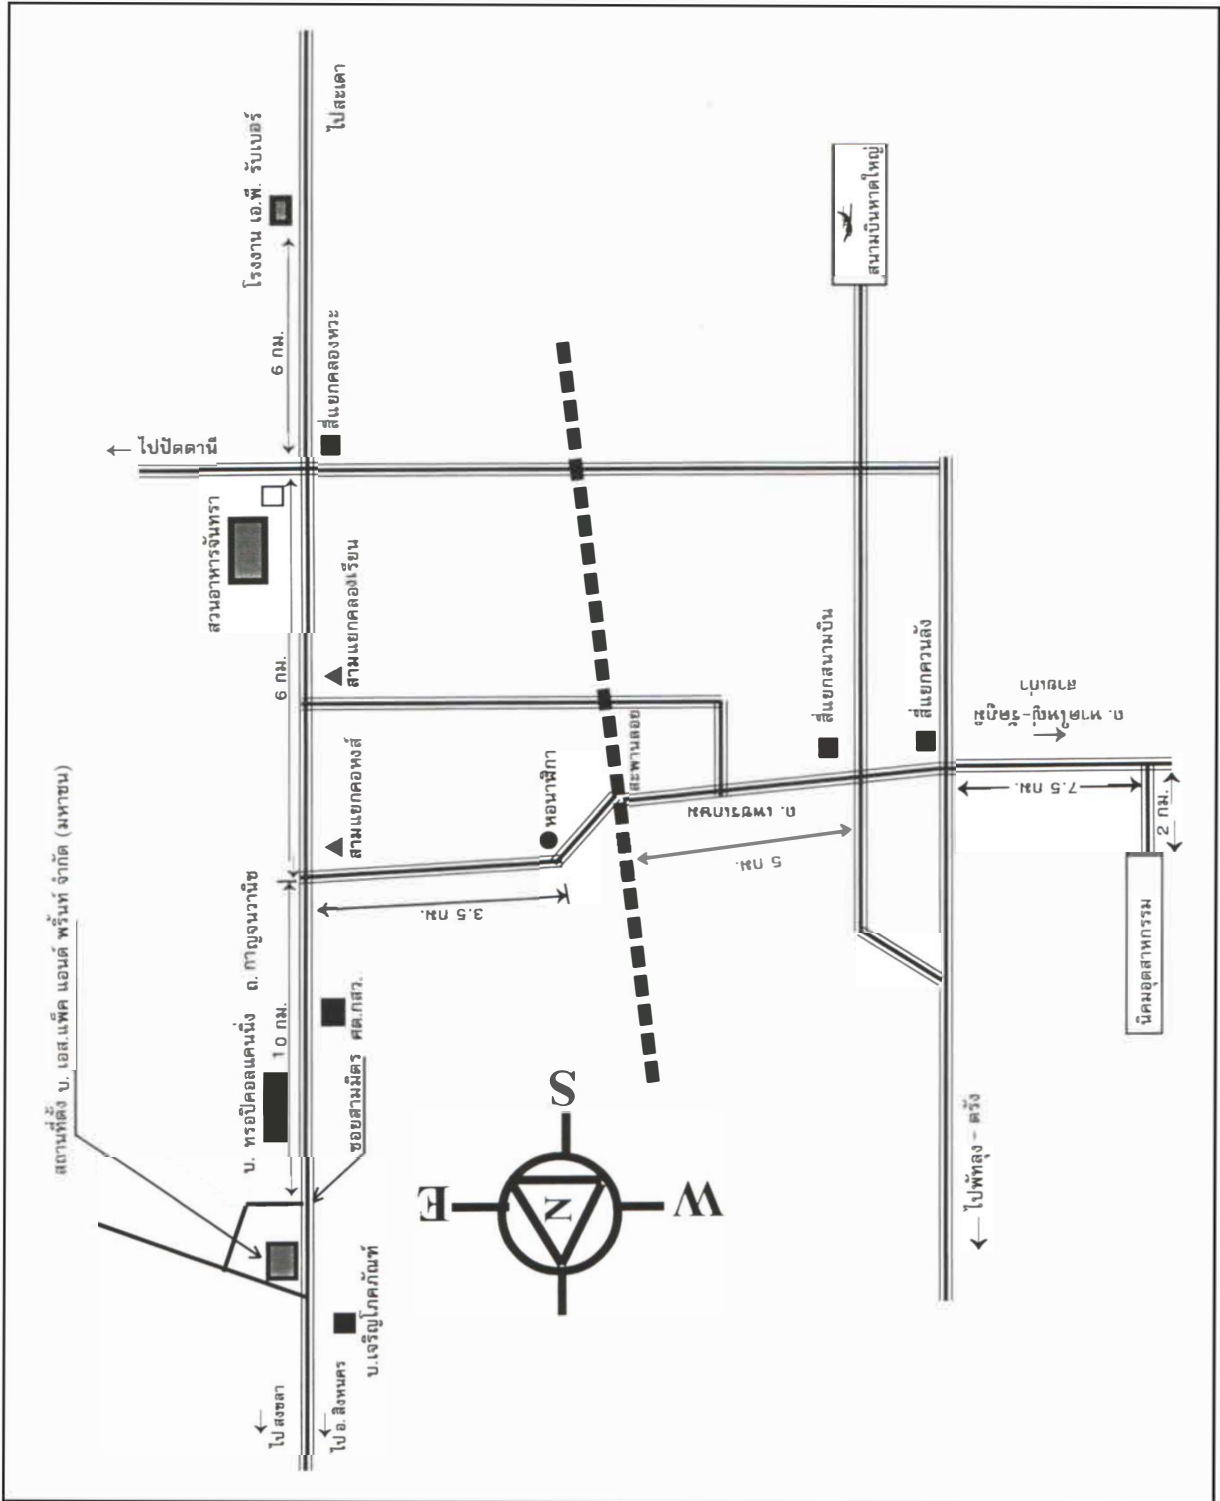 สถานที่ตั้ง บ. เอส.แพ็ค แอนด์ พริ้นท์ จำกัด (มหาชน)
ไป สงขลา
ไป อ. สิงหนคร
บ.เจริญโภคภัณฑ์
บ. ทรอปิคอลแคนนิ่ง
ถ. กาญจนวานิช
10 กม.
ซอยสามมิตร
ศต.กสว.
สามแยกคอหงส์
6 กม.
สามแยกคลองเรียน
สวนอาหารจันทรา
ไปปัตตานี
สี่แยกคลองหวะ
6 กม.
โรงงาน เอ.พี. รับเบอร์
ไปสะเดา
3.5 กม.
หอนาฬิกา
สะพานลอย
ถ. เพชรเกษม
5 กม.
สี่แยกสนามบิน
สนามบินหาดใหญ่
สี่แยกควนลัง
ถ. หาดใหญ่-รัตภูมิ
สายเก่า
7.5 กม.
2 กม.
นิคมอุตสาหกรรม
ไปพัทลุง - ตรัง
E
S
W
N